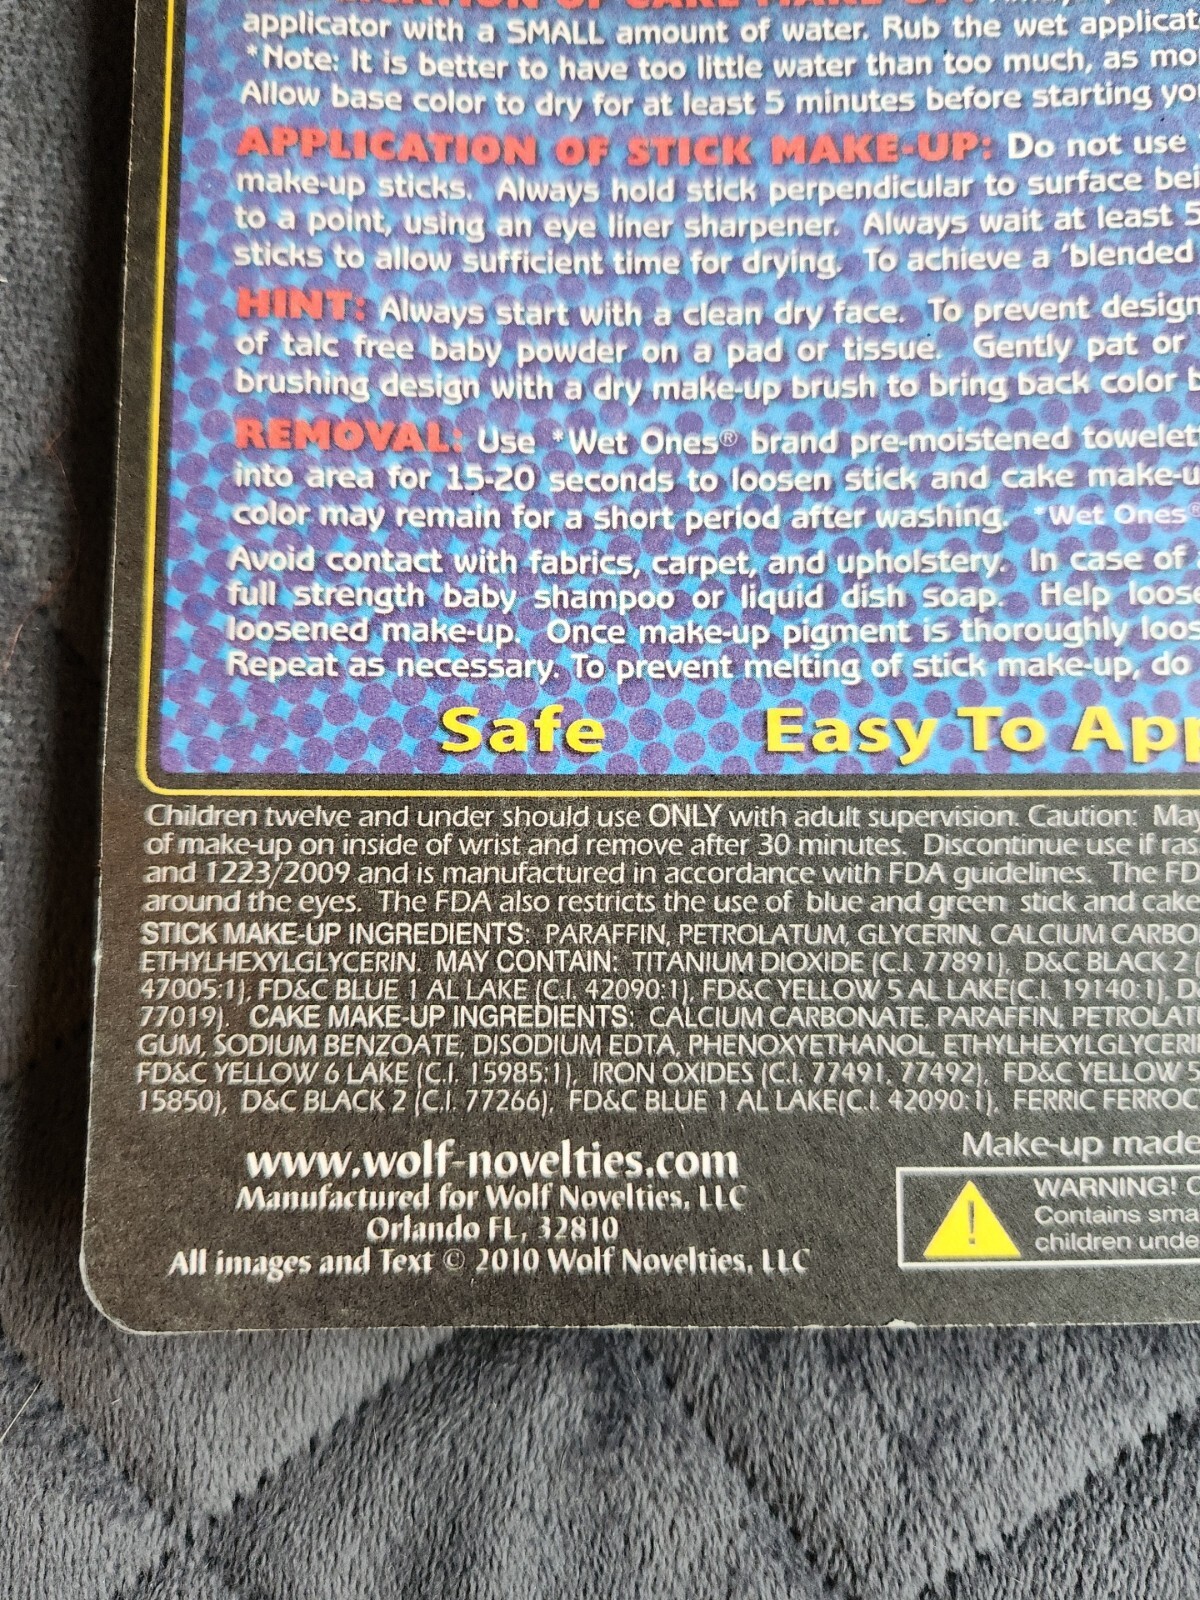 APPLICATION OF CAKE MAKE-UP:
applicator with a SMALL amount of water. Rub the wet applicat
*Note: It is better to have too little water than too much, as mo
Allow base color to dry for at least 5 minutes before starting yo
APPLICATION OF STICK MAKE-UP: Do not use
make-up sticks. Always hold stick perpendicular to surface bei
to a point, using an eye liner sharpener. Always wait at least 5
sticks to allow sufficient time for drying. To achieve a 'blended
HINT: Always start with a clean dry face. To prevent design
of talc free baby powder on a pad or tissue. Gently pat or
brushing design with a dry make-up brush to bring back color b
REMOVAL: Use *Wet Ones® brand pre-moistened towelett
into area for 15-20 seconds to loosen stick and cake make-u
color may remain for a short period after washing. *Wet Ones®
Avoid contact with fabrics, carpet, and upholstery. In case of
full strength baby shampoo or liquid dish soap. Help loose
loosened make-up. Once make-up pigment is thoroughly loos
Repeat as necessary. To prevent melting of stick make-up, do
Safe Easy To App
Children twelve and under should use ONLY with adult supervision. Caution: May
of make-up on inside of wrist and remove after 30 minutes. Discontinue use if ras
and 1223/2009 and is manufactured in accordance with FDA guidelines. The FD
around the eyes. The FDA also restricts the use of blue and green stick and cake
STICK MAKE-UP INGREDIENTS: PARAFFIN, PETROLATUM, GLYCERIN, CALCIUM CARBO
ETHYLHEXYLGLYCERIN. MAY CONTAIN: TITANIUM DIOXIDE (C.I. 77891), D&C BLACK 2 (
47005:1), FD&C BLUE 1 AL LAKE (C.I. 42090:1), FD&C YELLOW 5 AL LAKE(C.I. 19140:1), D
77019). CAKE MAKE-UP INGREDIENTS: CALCIUM CARBONATE, PARAFFIN, PETROLAT
GUM, SODIUM BENZOATE, DISODIUM EDTA, PHENOXYETHANOL, ETHYLHEXYLGLYCERI
FD&C YELLOW 6 LAKE (C.I. 15985:1), IRON OXIDES (C.I. 77491, 77492), FD&C YELLOW 5
15850), D&C BLACK 2 (C.I. 77266), FD&C BLUE 1 AL LAKE(C.I. 42090:1), FERRIC FERROC
www.wolf-novelties.com
Manufactured for Wolf Novelties, LLC
Orlando FL, 32810
All images and Text © 2010 Wolf Novelties, LLC
Make-up made
WARNING! C
Contains sma
children unde